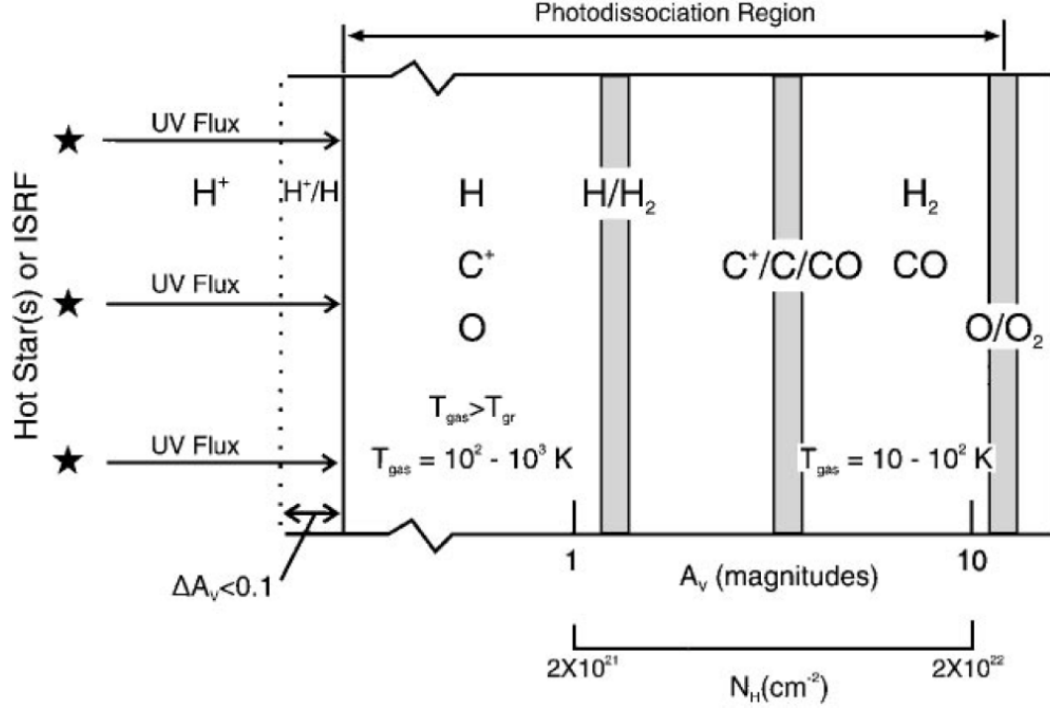 Photodissociation Region
Hot Star(s) or ISRF
UV Flux
H⁺
H⁺/H
H
H/H₂
H₂
C⁺
C⁺/C/CO
CO
UV Flux
O
O/O₂
T_gas>T_gr
UV Flux
T_gas = 10² - 10³ K
T_gas = 10 - 10² K
ΔA_v<0.1
1
A_v (magnitudes)
10
2X10²¹
2X10²²
N_H(cm⁻²)